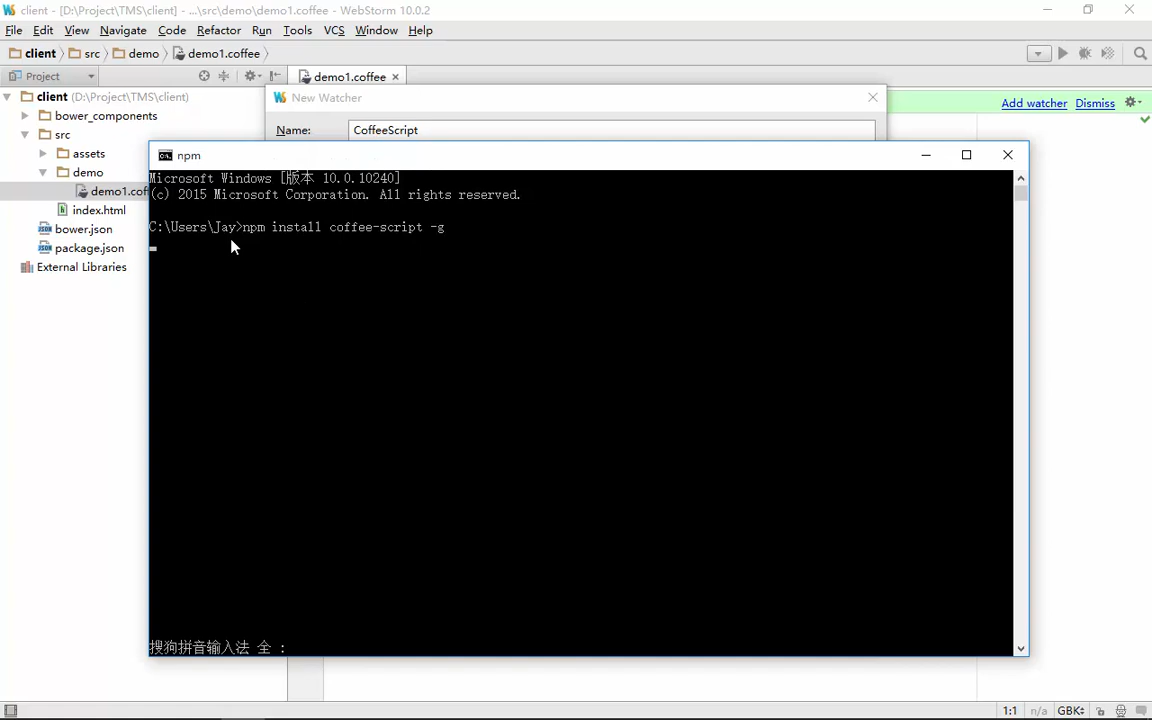 client - [D:\Project\TMS\client] - ...\src\demo\demo1.coffee - WebStorm 10.0.2
File Edit View Navigate Code Refactor Run Tools VCS Window Help
client src demo demo1.coffee
Project demo1.coffee
client (D:\Project\TMS\client)
bower_components
src
assets
demo
demo1.cof
index.html
bower.json
package.json
External Libraries
New Watcher
Add watcher Dismiss
Name: CoffeeScript
npm
Microsoft Windows [版本 10.0.10240]
(c) 2015 Microsoft Corporation. All rights reserved.
C:\Users\Jay>npm install coffee-script -g
搜狗拼音输入法 全 :
1:1 n/a GBK